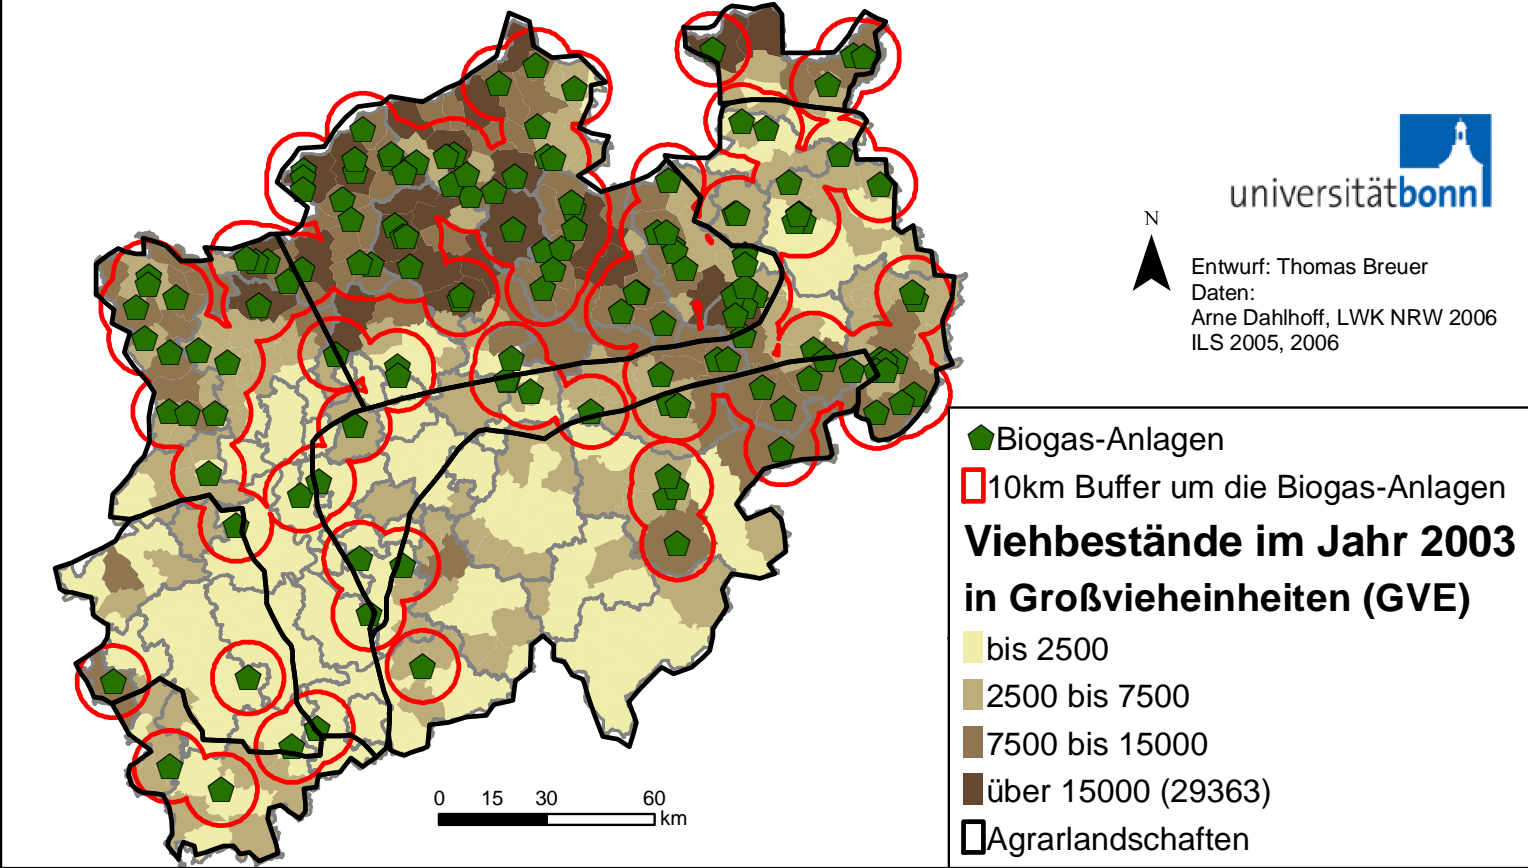 universitätbonn
N
Entwurf: Thomas Breuer
Daten:
Arne Dahlhoff, LWK NRW 2006
ILS 2005, 2006
Biogas-Anlagen
10km Buffer um die Biogas-Anlagen
Viehbestände im Jahr 2003
in Großvieheinheiten (GVE)
bis 2500
2500 bis 7500
7500 bis 15000
über 15000 (29363)
Agrarlandschaften
0 15 30 60
km